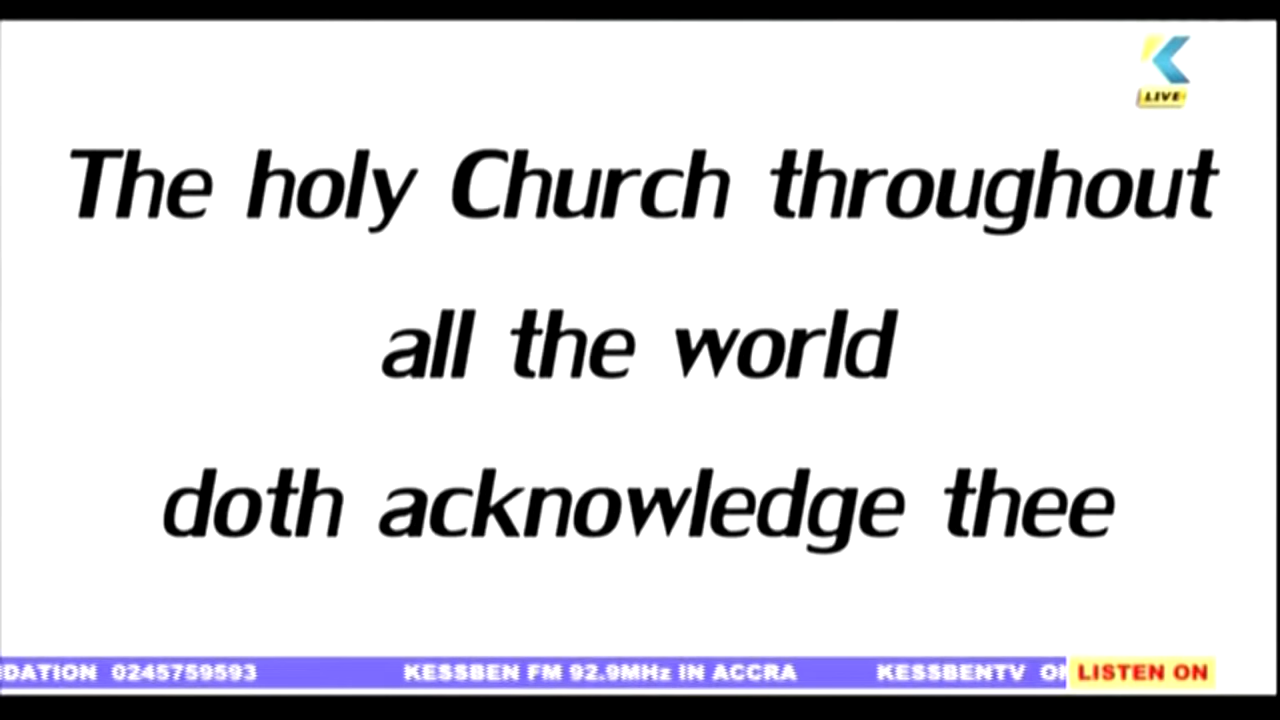 LIVE
The holy Church throughout
all the world
doth acknowledge thee
DATION 0245759593 KESSBEN FM 92.9MHz IN ACCRA KESSBENTV LISTEN ON